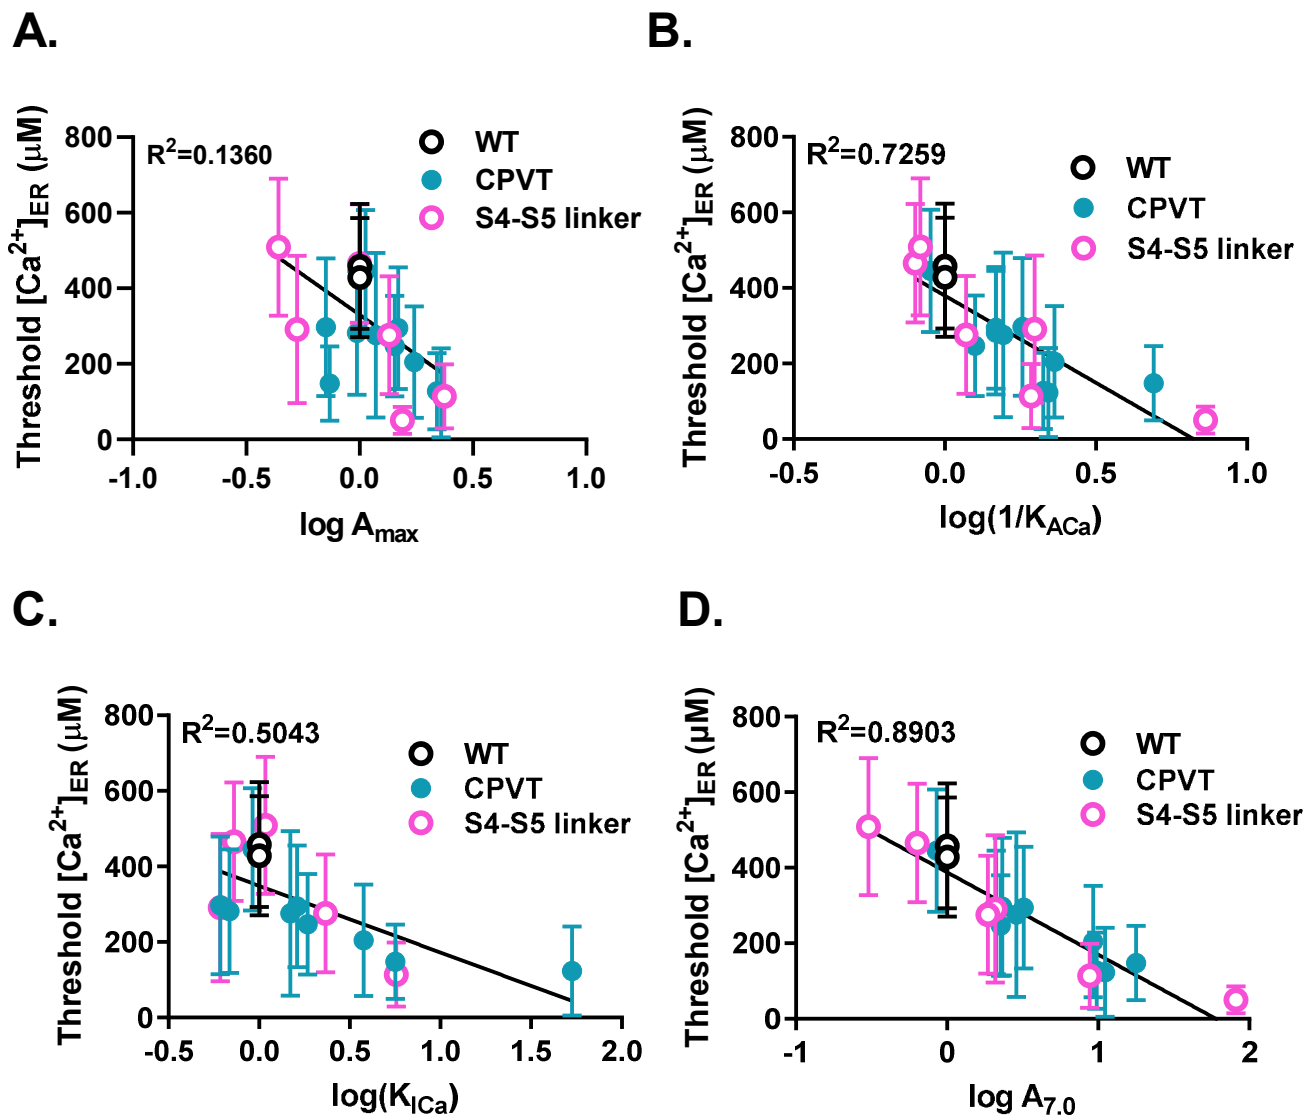 A.
Threshold [Ca2+]ER (μM)
800
600
400
200
0
R2=0.1360
WT
CPVT
S4-S5 linker
-1.0 -0.5 0.0 0.5 1.0
log Amax
B.
Threshold [Ca2+]ER (μM)
800
600
400
200
0
R2=0.7259
WT
CPVT
S4-S5 linker
-0.5 0.0 0.5 1.0
log(1/KACa)
C.
Threshold [Ca2+]ER (μM)
800
600
400
200
0
R2=0.5043
WT
CPVT
S4-S5 linker
-0.5 0.0 0.5 1.0 1.5 2.0
log(KICa)
D.
Threshold [Ca2+]ER (μM)
800
600
400
200
0
R2=0.8903
WT
CPVT
S4-S5 linker
-1 0 1 2
log A7.0